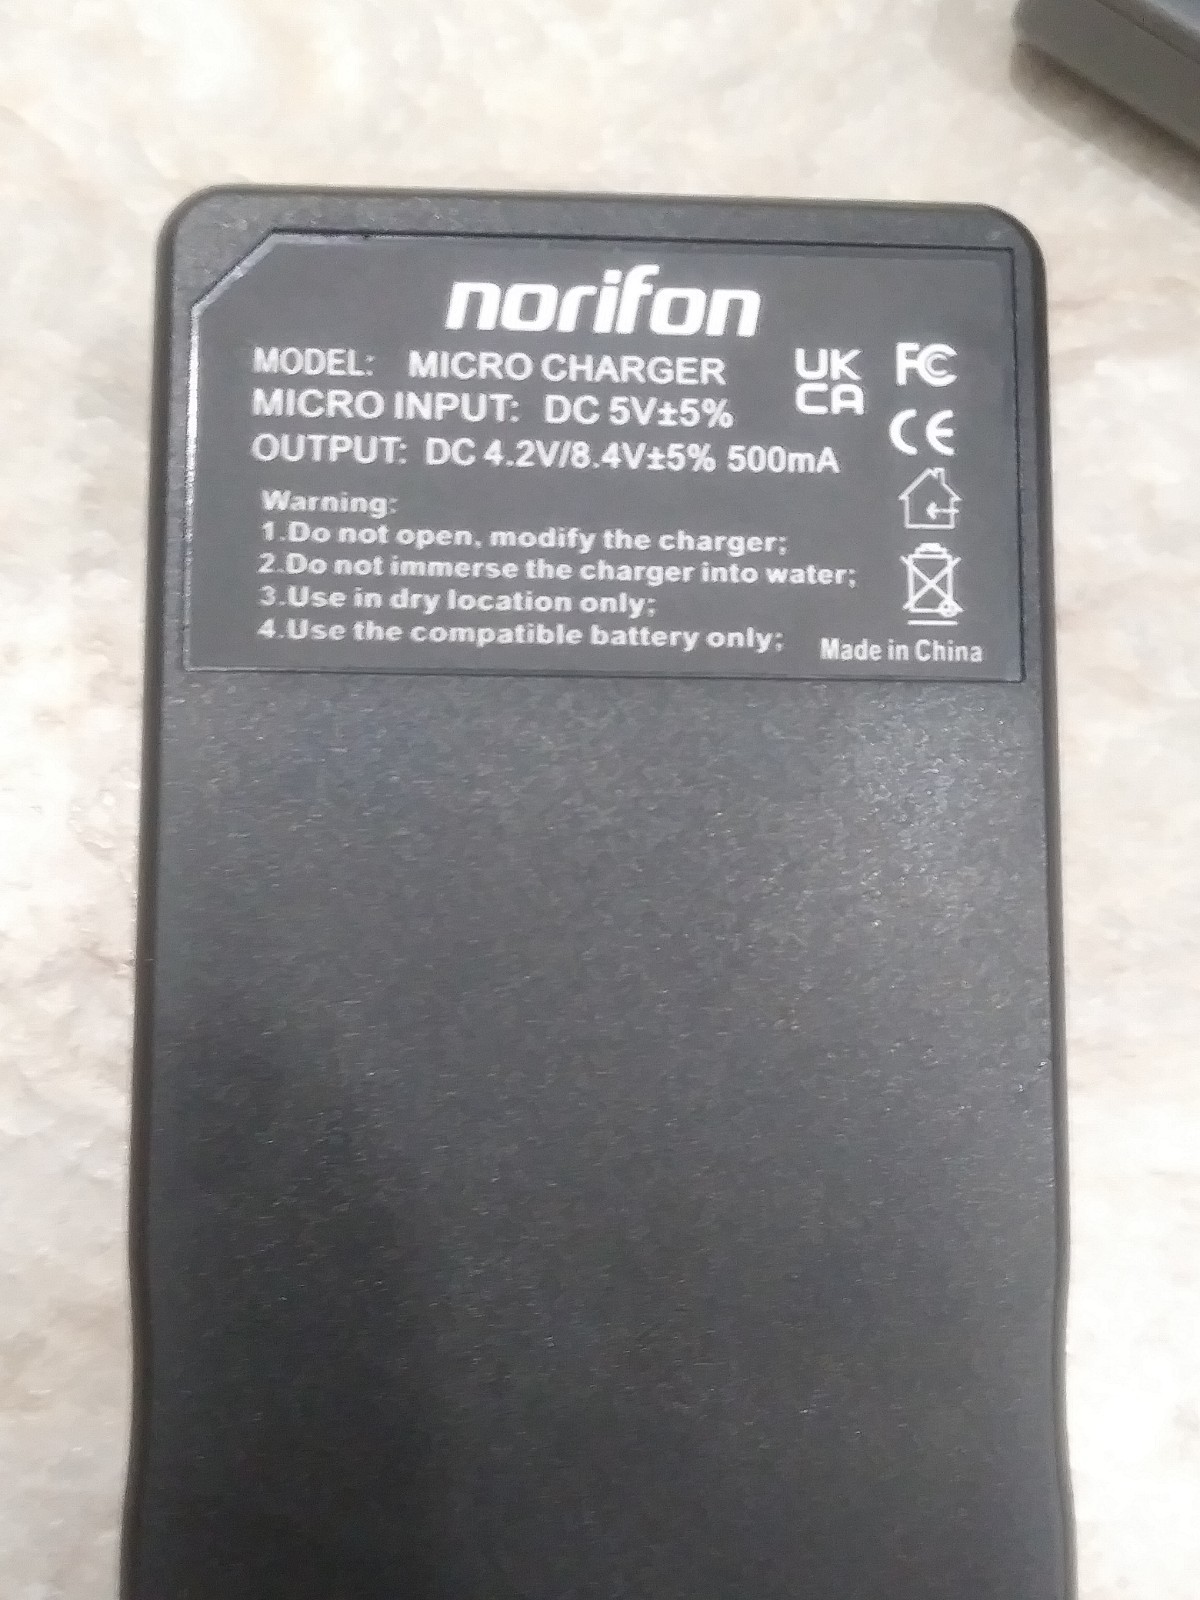 norifon
MODEL: MICRO CHARGER
MICRO INPUT: DC 5V±5%
OUTPUT: DC 4.2V/8.4V±5% 500mA
UK
CA
FC
CE
Warning:
1.Do not open, modify the charger;
2.Do not immerse the charger into water;
3.Use in dry location only;
4.Use the compatible battery only;
Made in China